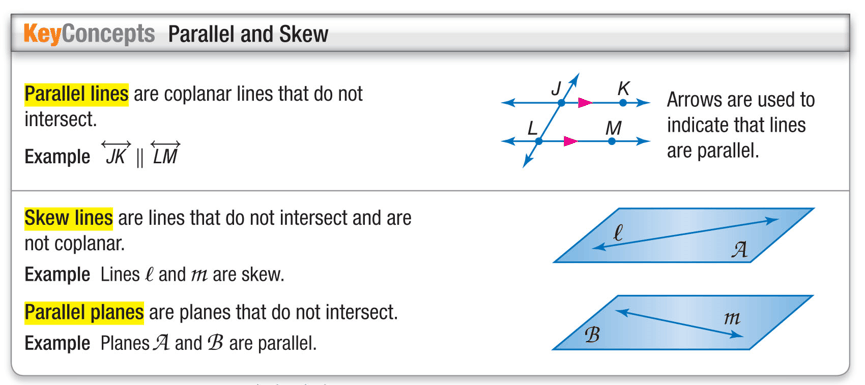 KeyConcepts Parallel and Skew
Parallel lines are coplanar lines that do not
intersect.
Example JK || LM
J K
L M
Arrows are used to
indicate that lines
are parallel.
Skew lines are lines that do not intersect and are
not coplanar.
Example Lines ℓ and m are skew.
Parallel planes are planes that do not intersect.
Example Planes 𝒜 and ℬ are parallel.
ℓ
𝒜
m
ℬ